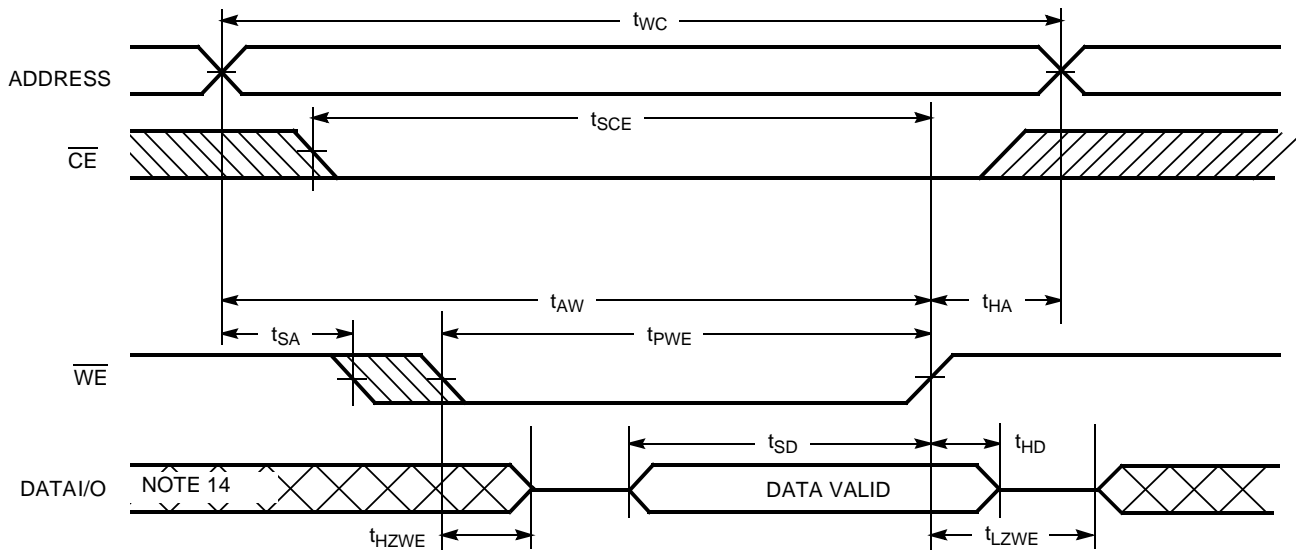 tWC
ADDRESS
tSCE
CE
tAW
tHA
tSA
tPWE
WE
tSD
tHD
DATAI/O
NOTE 14
DATA VALID
tHZWE
tLZWE